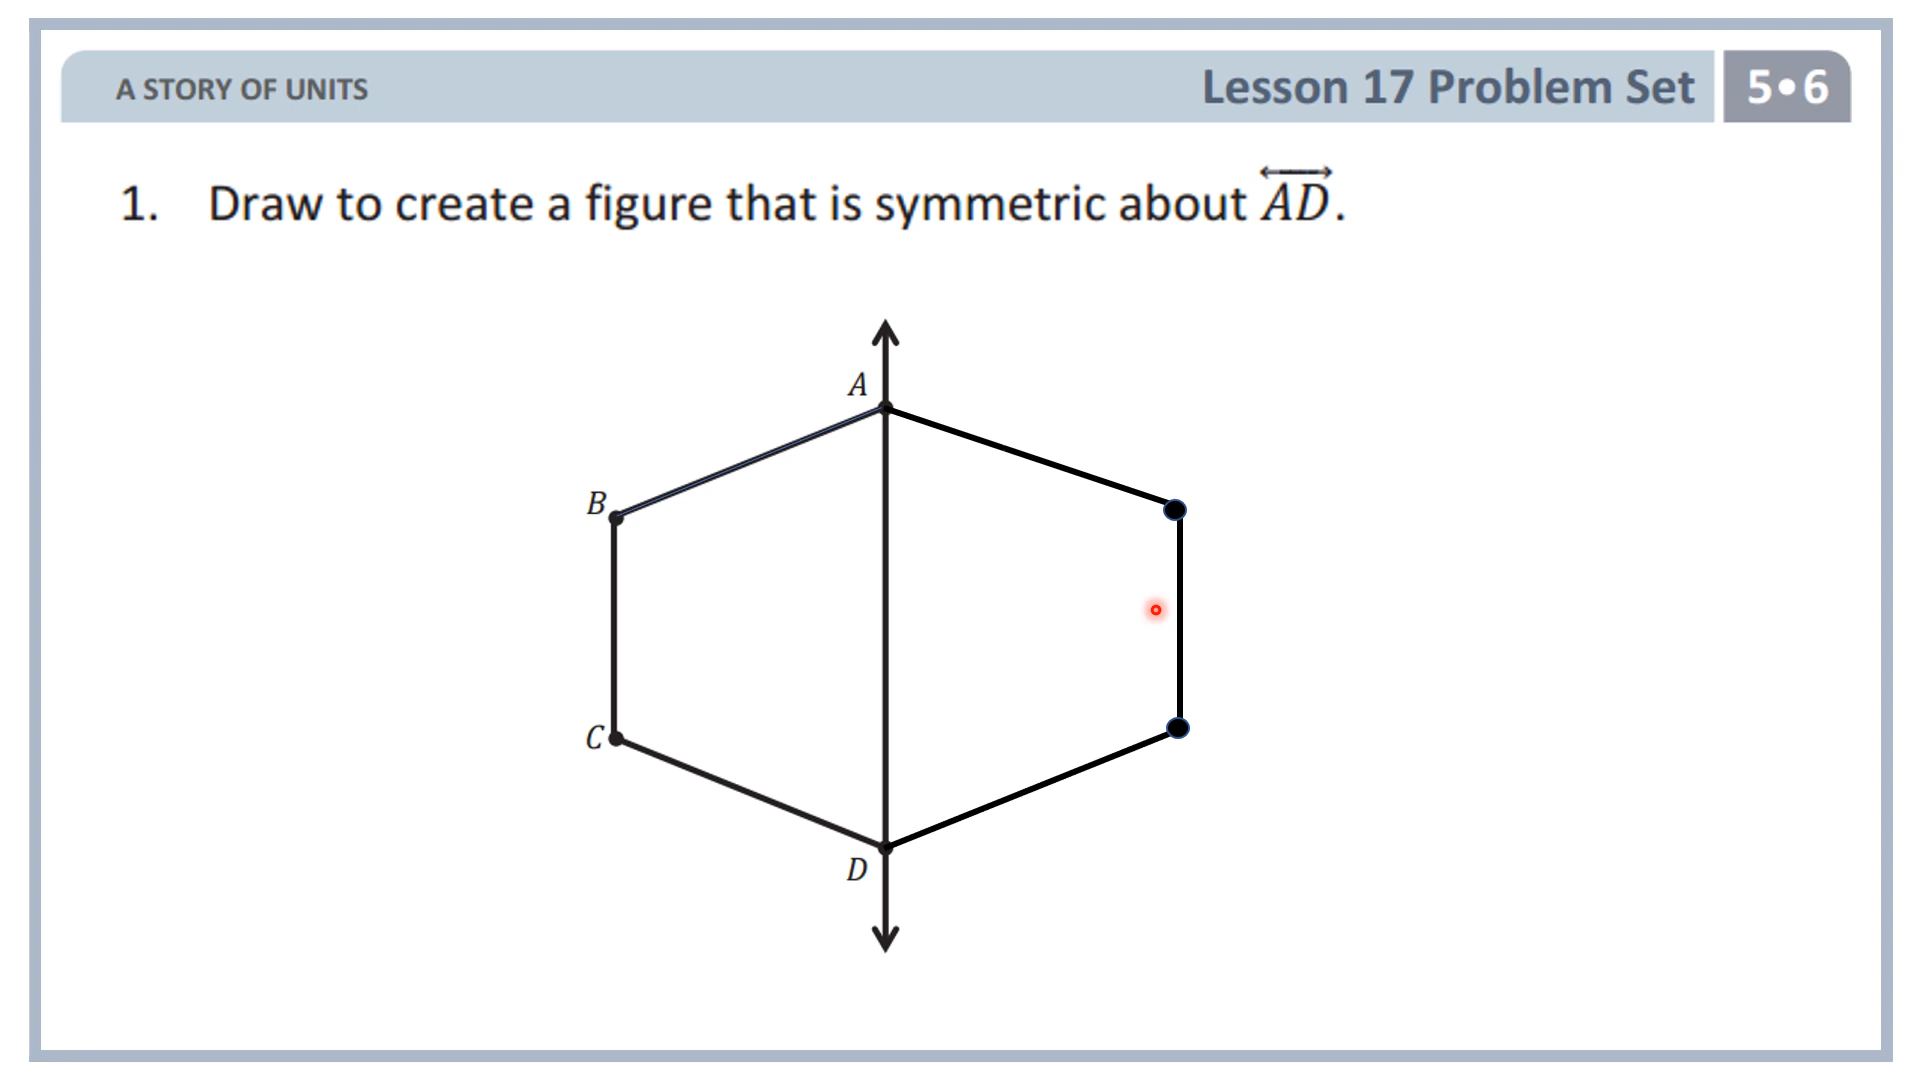 A STORY OF UNITS
Lesson 17 Problem Set 5•6
1. Draw to create a figure that is symmetric about \overleftrightarrow{AD}.
A
B
C
D